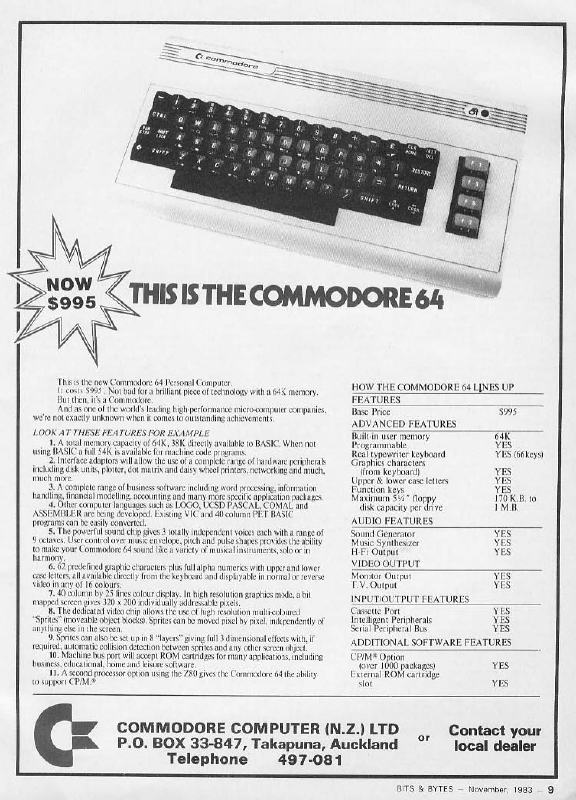 commodore
64
NOW
$995
THIS IS THE COMMODORE 64
This is the new Commodore 64 Personal Computer.
It costs $995. Not bad for a brilliant piece of technology with a 64K memory.
But then, it's a Commodore.
And as one of the world's leading high-performance micro-computer companies,
we're not exactly unknown when it comes to outstanding achievements.
LOOK AT THESE FEATURES FOR EXAMPLE
1. A total memory capacity of 64K, 38K directly available to BASIC. When not
using BASIC a full 54K is available for machine code programs.
2. Interface adaptors will allow the use of a complete range of hardware peripherals
including disk units, plotter, dot matrix and daisy wheel printers, networking and much,
much more.
3. A complete range of business software including word processing, information
handling, financial modelling, accounting and many more specific application packages.
4. Other computer languages such as LOGO, UCSD PASCAL, COMAL and
ASSEMBLER are being developed. Existing VIC and 40 column PET BASIC
programs can be easily converted.
5. The powerful sound chip gives 3 totally independent voices each with a range of
9 octaves. User control over music envelope, pitch and pulse shapes provides the ability
to make your Commodore 64 sound like a variety of musical instruments, solo or in
harmony.
6. 62 predefined graphic characters plus full alpha numerics with upper and lower
case letters, all available directly from the keyboard and displayable in normal or reverse
video in any of 16 colours.
7. 40 column by 25 lines colour display. In high resolution graphics mode, a bit
mapped screen gives 320 x 200 individually addressable pixels.
8. The dedicated video chip allows the use of high resolution multi-coloured
"Sprites" (moveable object blocks). Sprites can be moved pixel by pixel, independently of
anything else in the screen.
9. Sprites can also be set up in 8 "layers" giving full 3 dimensional effects with, if
required, automatic collision detection between sprites and any other screen object.
10. Machine bus port will accept ROM cartridges for many applications, including
business, educational, home and leisure software.
11. A second processor option using the Z80 gives the Commodore 64 the ability
to support CP/M.®
HOW THE COMMODORE 64 LINES UP
FEATURES
Base Price $995
ADVANCED FEATURES
Built-in user memory 64K
Programmable YES
Real typewriter keyboard YES (66 keys)
Graphics characters
(from keyboard) YES
Upper & lower case letters YES
Function keys YES
Maximum 5¼" floppy 170 K.B. to
disk capacity per drive 1 M.B.
AUDIO FEATURES
Sound Generator YES
Music Synthesizer YES
Hi-Fi Output YES
VIDEO OUTPUT
Monitor Output YES
T.V. Output YES
INPUT/OUTPUT FEATURES
Cassette Port YES
Intelligent Peripherals YES
Serial Peripheral Bus YES
ADDITIONAL SOFTWARE FEATURES
CP/M® Option
(over 1000 packages) YES
External ROM cartridge
slot YES
COMMODORE COMPUTER (N.Z.) LTD
P.O. BOX 33-847, Takapuna, Auckland
Telephone 497-081
or
Contact your
local dealer
BITS & BYTES – November, 1983 – 9